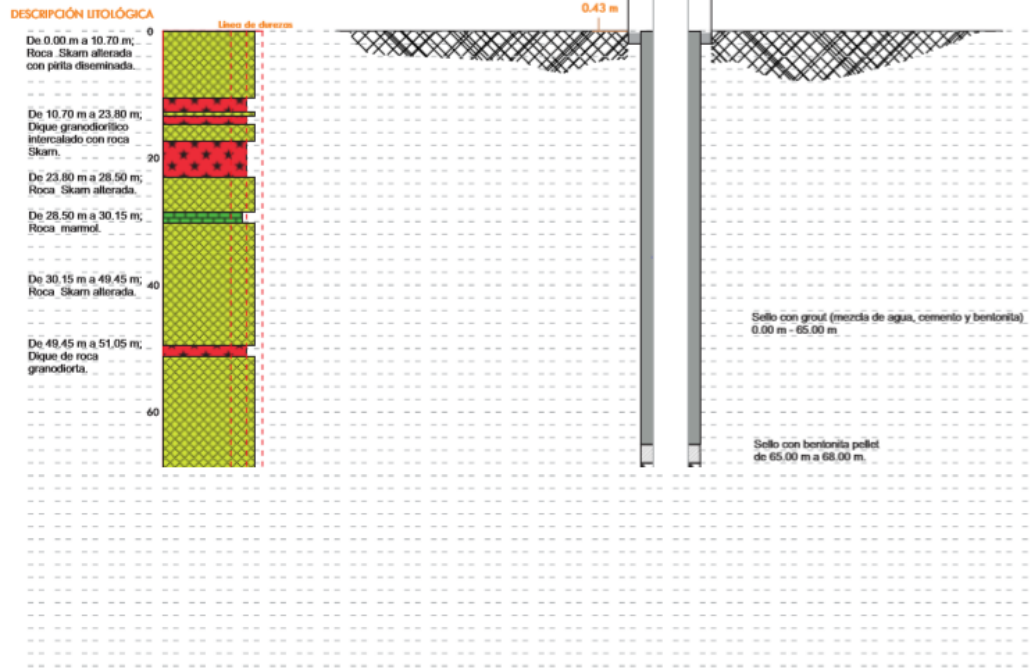 DESCRIPCIÓN LITOLÓGICA
Línea de durezas
0.43 m
0
De 0.00 m a 10.70 m;
Roca Skarn alterada
con pirita diseminada.
De 10.70 m a 23.80 m;
Dique granodiorítico
intercalado con roca
Skarn.
20
De 23.80 m a 28.50 m;
Roca Skarn alterada.
De 28.50 m a 30.15 m;
Roca marmol.
De 30.15 m a 49.45 m;
Roca Skarn alterada.
40
De 49.45 m a 51.05 m;
Dique de roca
granodiorta.
60
Sello con grout (mezcla de agua, cemento y bentonita)
0.00 m - 65.00 m
Sello con bentonita pellet
de 65.00 m a 68.00 m.